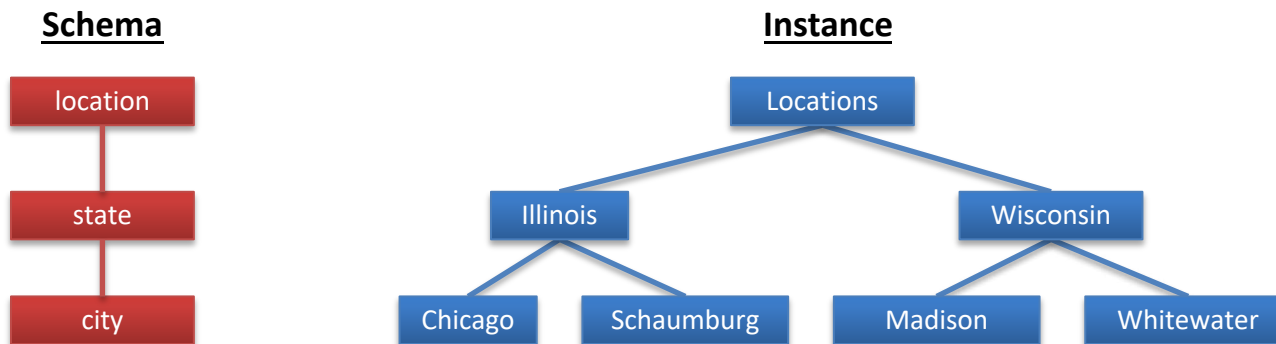 Schema
Instance
location
Locations
state
Illinois
Wisconsin
city
Chicago
Schaumburg
Madison
Whitewater